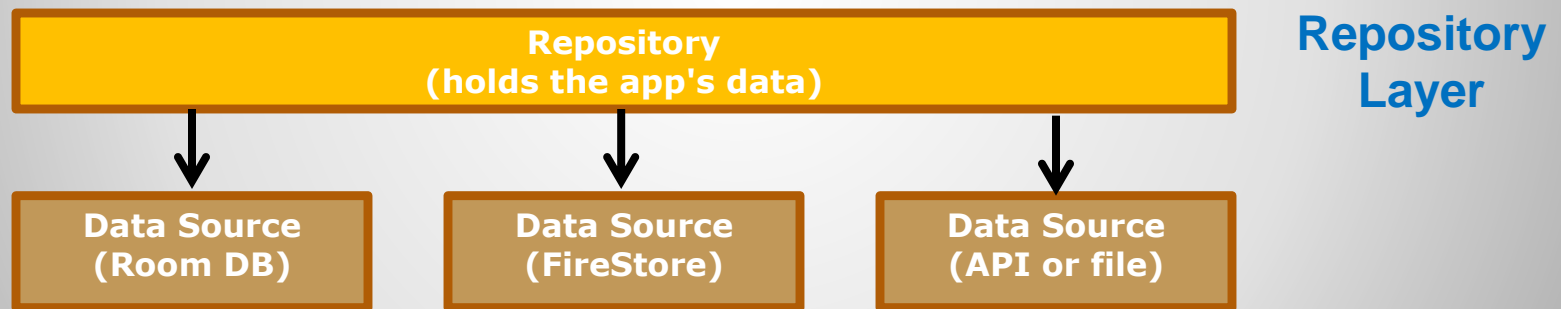 Repository
(holds the app's data)
Repository
Layer
Data Source
(Room DB)
Data Source
(FireStore)
Data Source
(API or file)